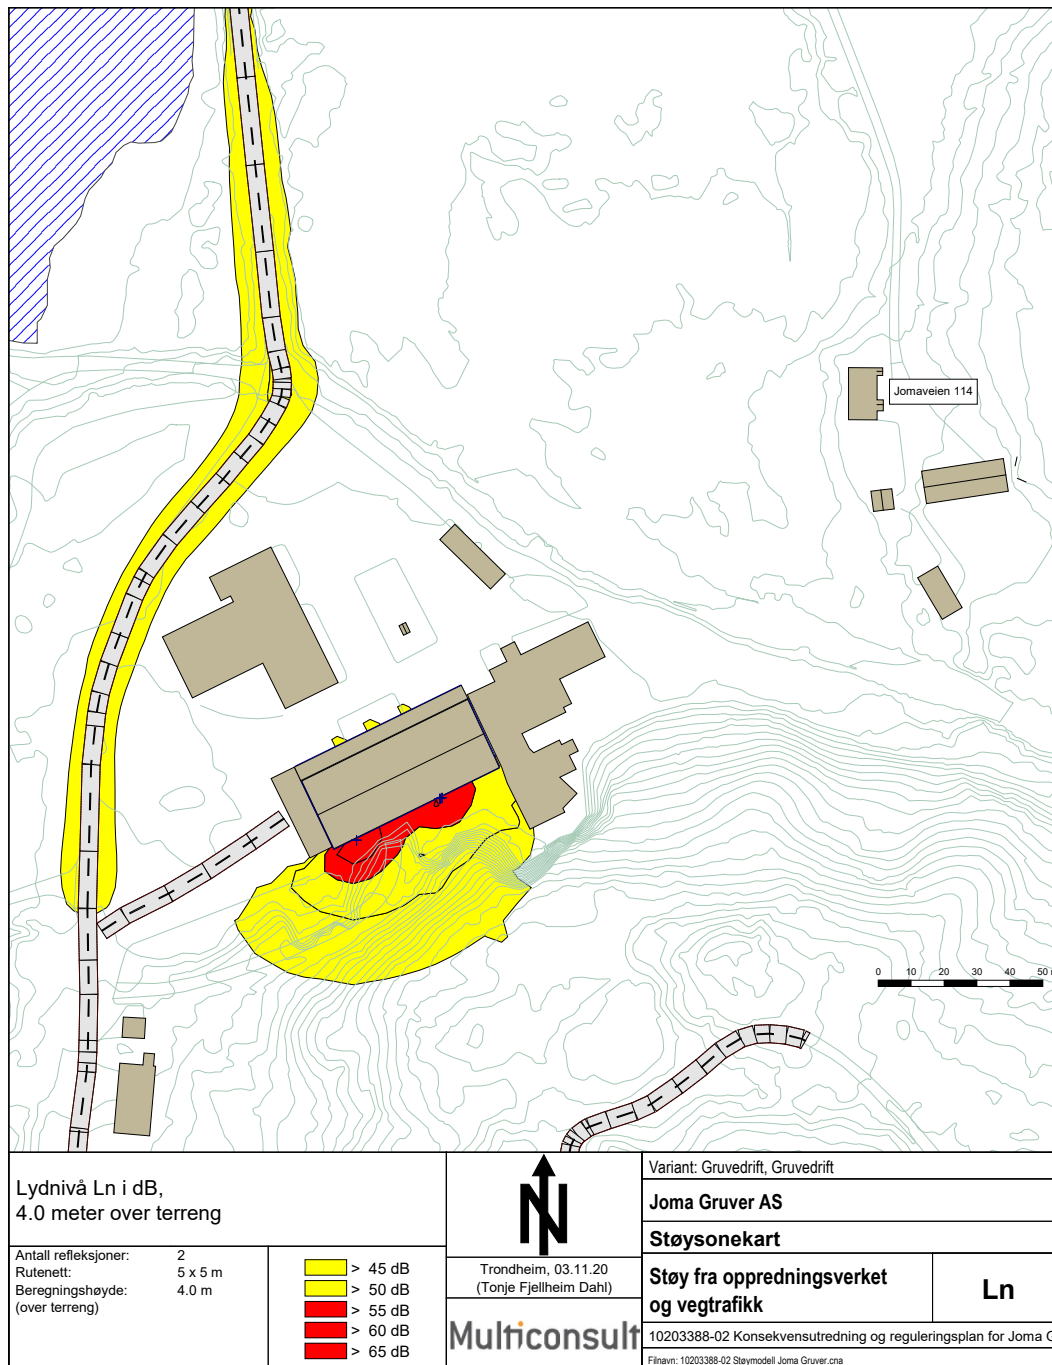 Jomaveien 114
0 10 20 30 40 50
Lydnivå Ln i dB,
4.0 meter over terreng
Antall refleksjoner: 2
Rutenett: 5 x 5 m
Beregningshøyde: 4.0 m
(over terreng)
> 45 dB
> 50 dB
> 55 dB
> 60 dB
> 65 dB
N
Trondheim, 03.11.20
(Tonje Fjellheim Dahl)
Multiconsult
Variant: Gruvedrift, Gruvedrift
Joma Gruver AS
Støysonekart
Støy fra oppredningsverket
og vegtrafikk
Ln
10203388-02 Konsekvensutredning og reguleringsplan for Joma G
Filnavn: 10203388-02 Støymodell Joma Gruver.cna